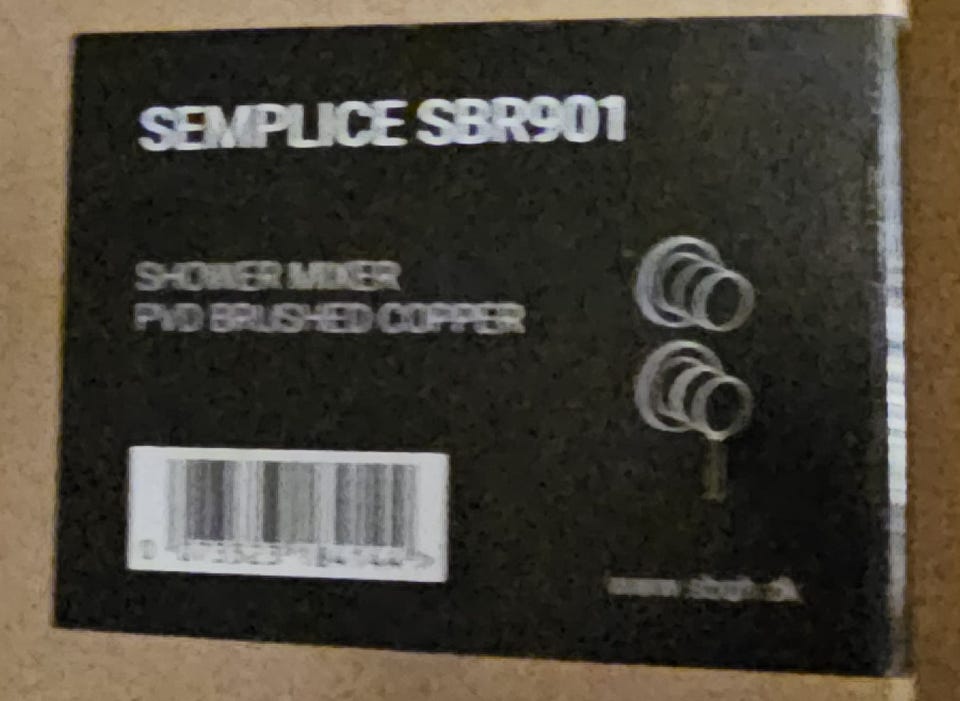 SEMPLICE SBR901
SHOWER MIXER
PVD BRUSHED COPPER